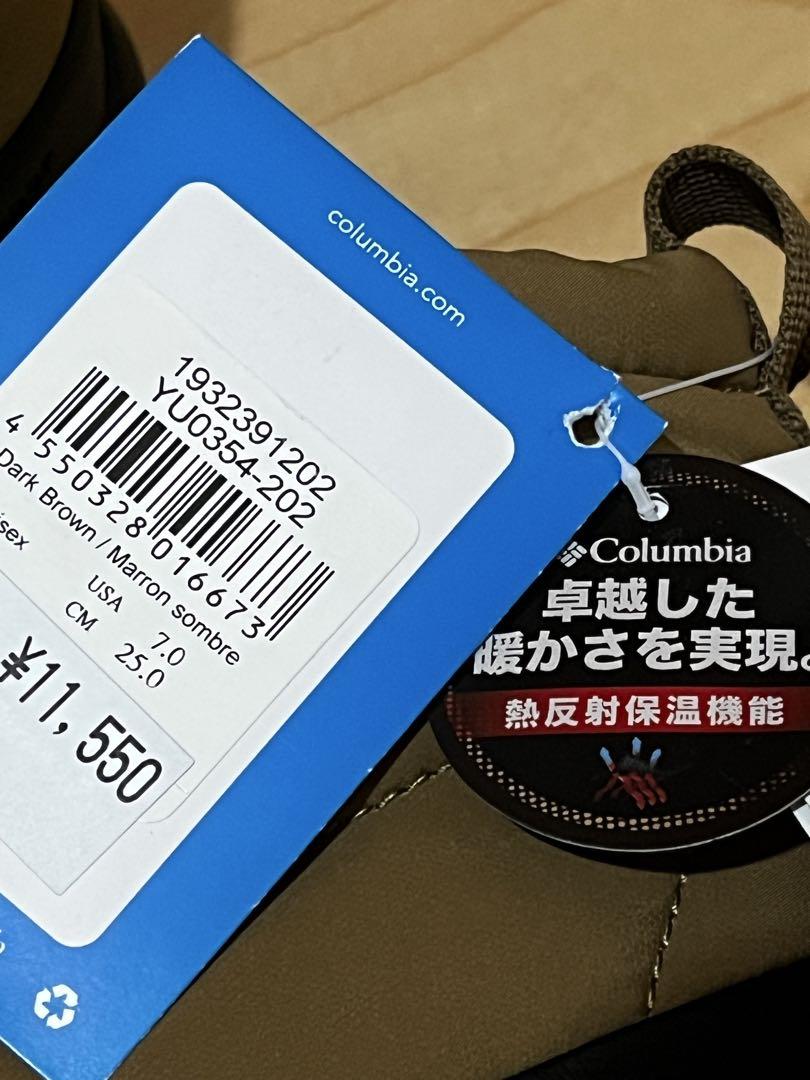 columbia.com
1932391202
YU0354-202
4 550328 016673
Dark Brown / Marron sombre
USA 7.0
CM 25.0
¥11,550
Columbia
卓越した
暖かさを実現。
熱反射保温機能